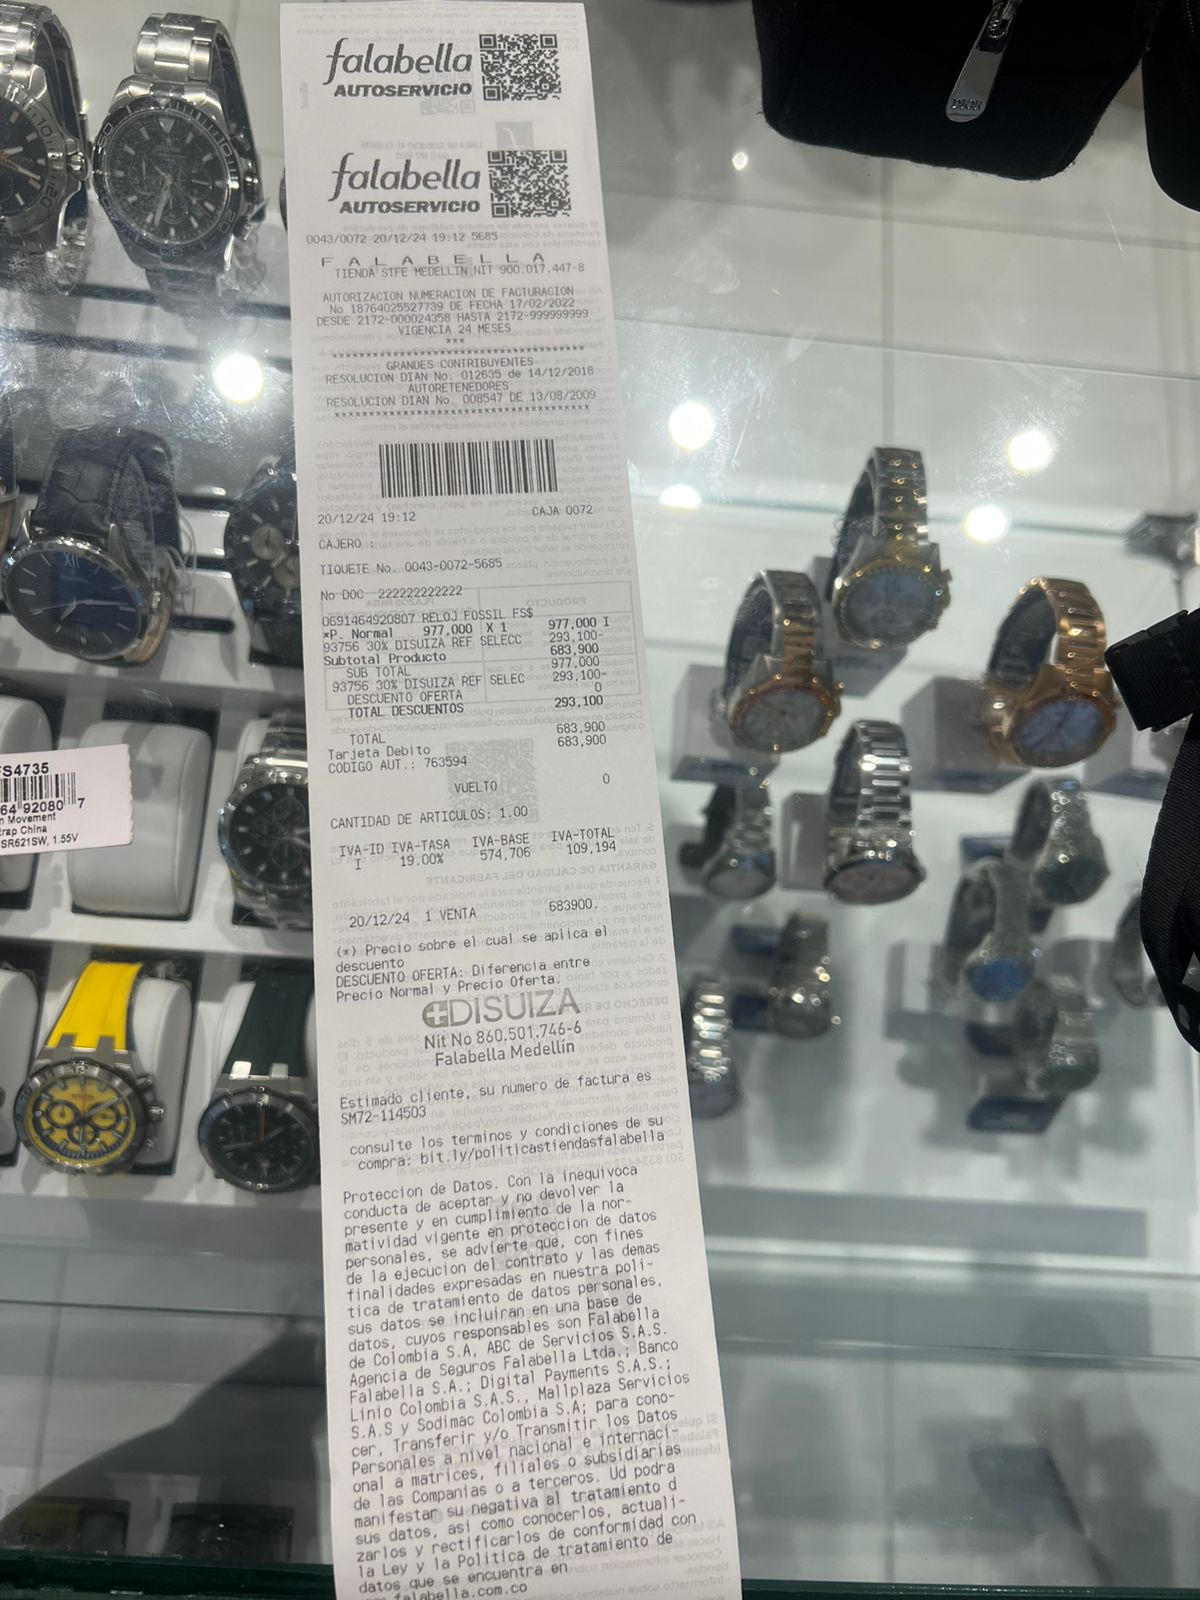 falabella
AUTOSERVICIO
falabella
AUTOSERVICIO
0043/0072 20/12/24 19:12 5685
F A L A B E L L A
TIENDA STFE MEDELLIN NIT 900.017.447-8
AUTORIZACION NUMERACION DE FACTURACION
No 18764025527739 DE FECHA 17/02/2022
DESDE 2172-000024358 HASTA 2172-999999999
VIGENCIA 24 MESES
***
****************************************
GRANDES CONTRIBUYENTES
RESOLUCION DIAN No. 012635 de 14/12/2018
AUTORETENEDORES
RESOLUCION DIAN No. 008547 DE 13/08/2009
****************************************
20/12/24 19:12 CAJA 0072
CAJERO :
TIQUETE No. 0043-0072-5685
No DOC 222222222222
0691464920807 RELOJ FOSSIL FS$
*P. Normal 977,000 X 1 977,000 I
93756 30% DISUIZA REF SELECC 293,100-
Subtotal Producto 683,900
SUB TOTAL 977,000
93756 30% DISUIZA REF SELEC 293,100-
DESCUENTO OFERTA 0
TOTAL DESCUENTOS 293,100
TOTAL 683,900
Tarjeta Debito 683,900
CODIGO AUT.: 763594
VUELTO 0
CANTIDAD DE ARTICULOS: 1.00
IVA-ID IVA-TASA IVA-BASE IVA-TOTAL
I 19.00% 574,706 109,194
20/12/24 1 VENTA 683900.
(*) Precio sobre el cual se aplica el
descuento
DESCUENTO OFERTA: Diferencia entre
Precio Normal y Precio Oferta.
DISUIZA
Nit No 860.501.746-6
Falabella Medellín
Estimado cliente, su numero de factura es
SM72-114503
consulte los terminos y condiciones de su
compra: bit.ly/politicastiendasfalabella
Proteccion de Datos. Con la inequivoca
conducta de aceptar y no devolver la
presente y en cumplimiento de la nor-
matividad vigente en proteccion de datos
personales, se advierte que, con fines
de la ejecucion del contrato y las demas
finalidades expresadas en nuestra poli-
tica de tratamiento de datos personales,
sus datos se incluiran en una base de
datos, cuyos responsables son Falabella
de Colombia S.A, ABC de Servicios S.A.S.
Agencia de Seguros Falabella Ltda.; Banco
Falabella S.A.; Digital Payments S.A.S.;
Linio Colombia S.A.S., Mallplaza Servicios
S.A.S y Sodimac Colombia S.A; para cono-
cer, Transferir y/o Transmitir los Datos
Personales a nivel nacional e internaci-
onal a matrices, filiales o subsidiarias
de las Companias o a terceros. Ud podra
manifestar su negativa al tratamiento d
sus datos, asi como conocerlos, actuali-
zarlos y rectificarlos de conformidad con
la Ley y la Politica de tratamiento de
datos que se encuentra en
falabella.com.co
FS4735
64 92080 7
n Movement
trap China
SR621SW, 1.55V
DIOR